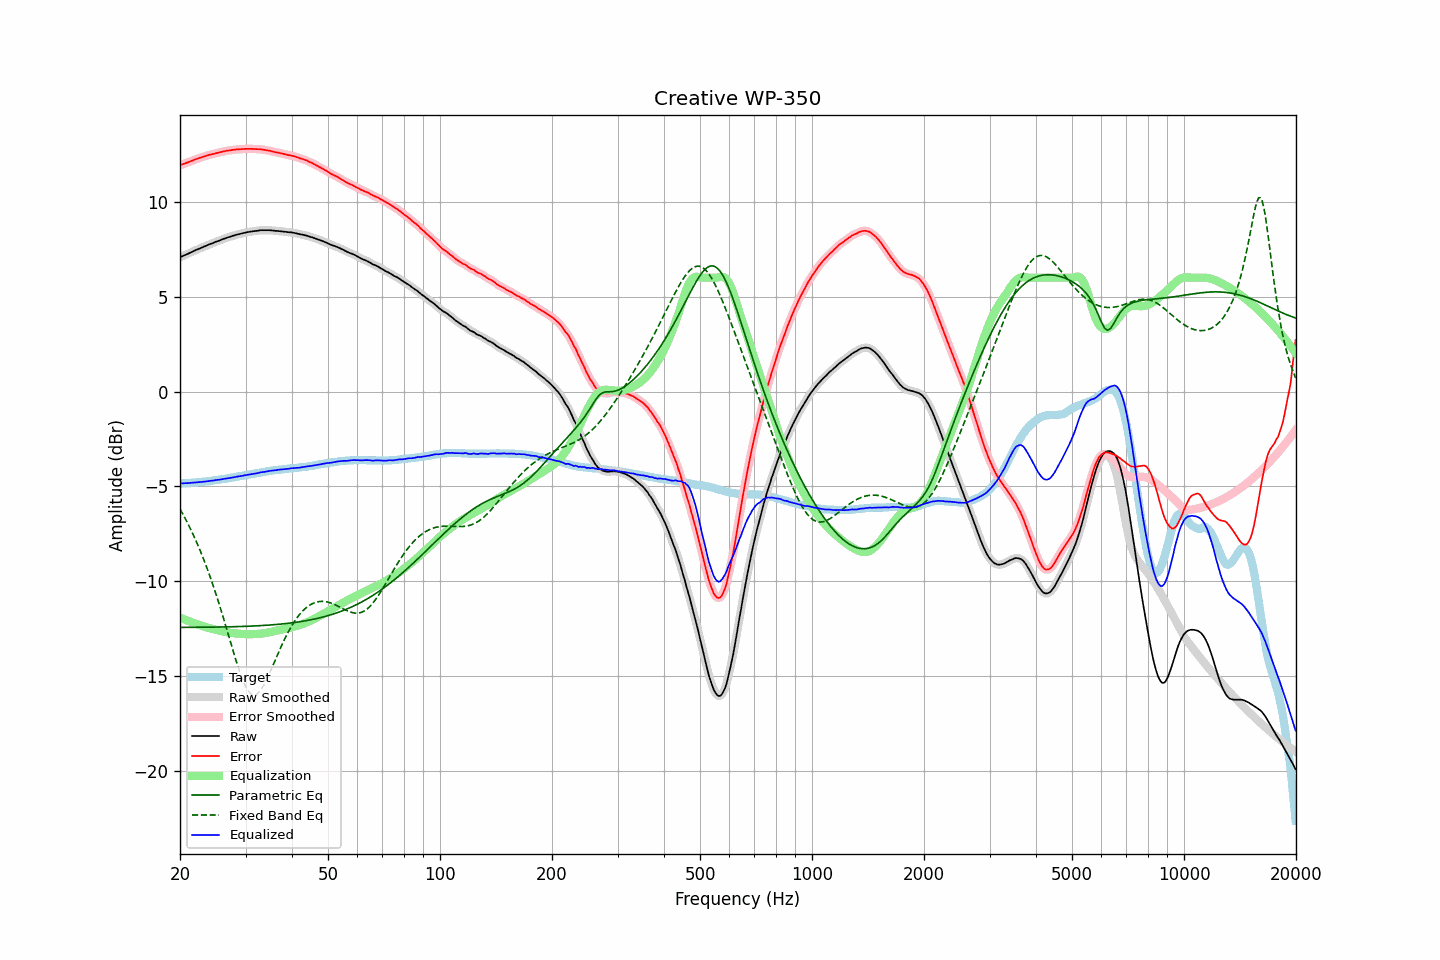 Creative WP-350
Amplitude (dBr)
10
5
0
−5
−10
−15
−20
Target
Raw Smoothed
Error Smoothed
Raw
Error
Equalization
Parametric Eq
Fixed Band Eq
Equalized
20 50 100 200 500 1000 2000 5000 10000 20000
Frequency (Hz)